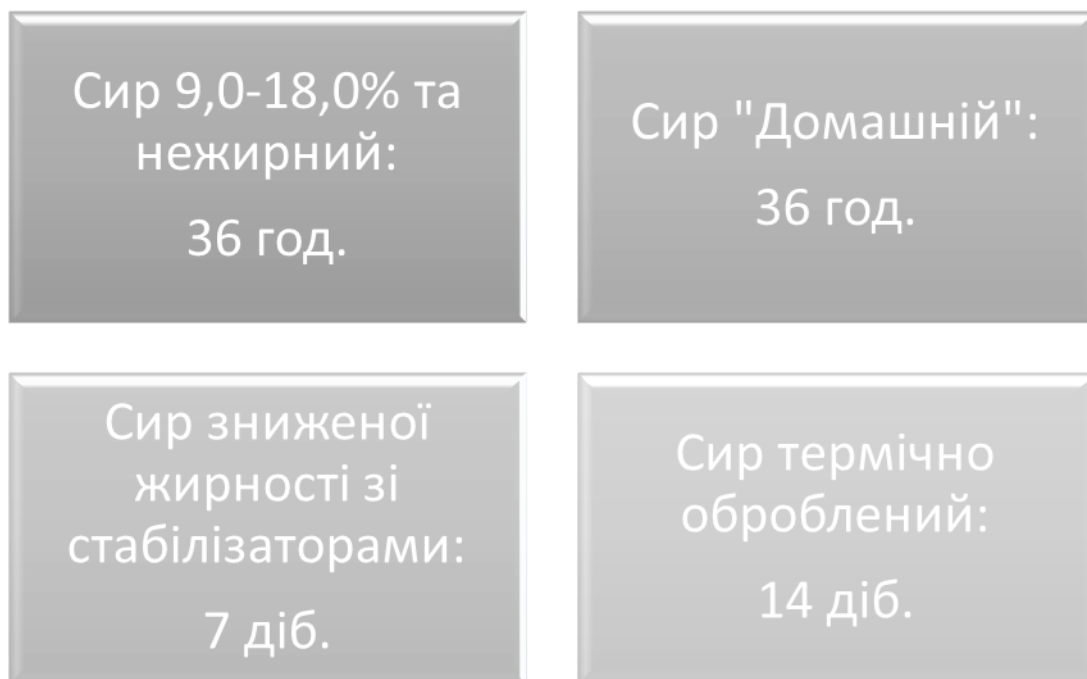 Сир 9,0-18,0% та
нежирний:
36 год.
Сир "Домашній":
36 год.
Сир зниженої
жирності зі
стабілізаторами:
7 діб.
Сир термічно
оброблений:
14 діб.